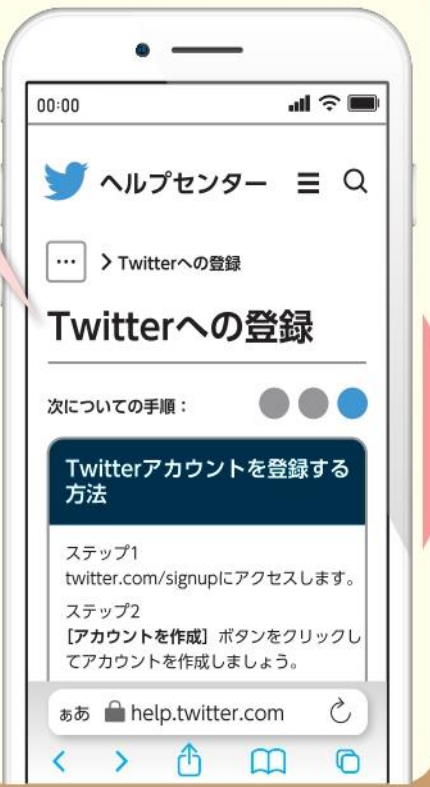 00:00
ヘルプセンター
… > Twitterへの登録
Twitterへの登録
次についての手順：
Twitterアカウントを登録する
方法
ステップ1
twitter.com/signupにアクセスします。
ステップ2
[アカウントを作成] ボタンをクリックし
てアカウントを作成しましょう。
ぁあ help.twitter.com